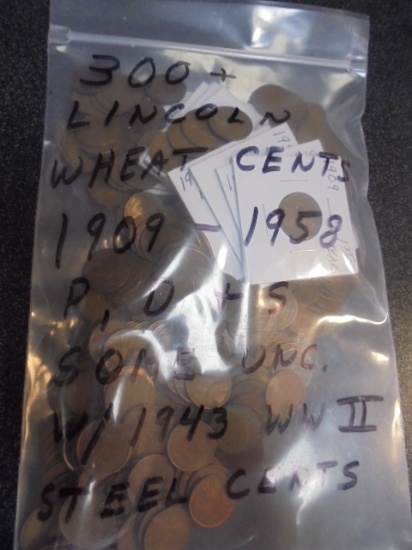 300+
LINCOLN
WHEAT CENTS
1909 - 1958
P, D + S
SOME UNC.
W/ 1943 WW II
STEEL CENTS